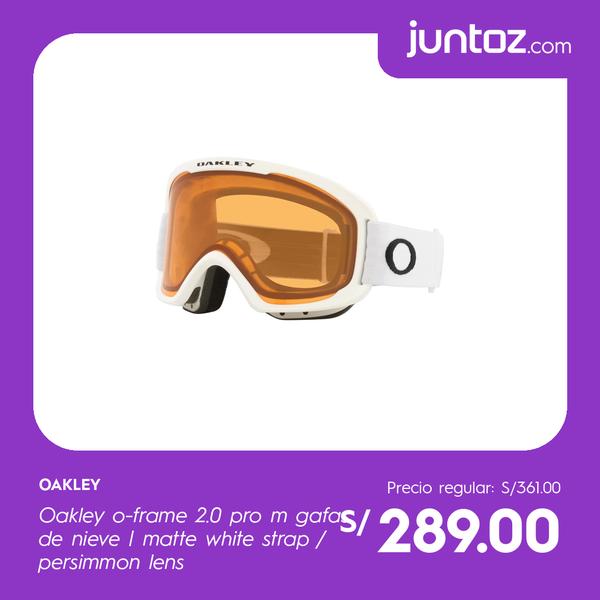 juntoz.com
OAKLEY
OAKLEY
Precio regular: S/361.00
Oakley o-frame 2.0 pro m gafas
de nieve | matte white strap /
persimmon lens
S/ 289.00